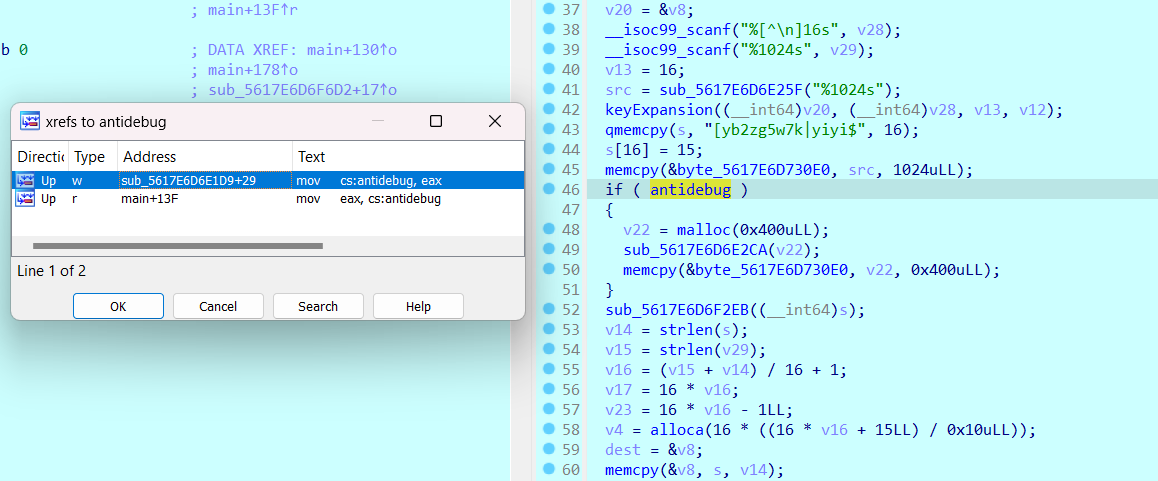 ; main+13F↑r
b 0 ; DATA XREF: main+130↑o
; main+178↑o
; sub_5617E6D6F6D2+17↑o
xrefs to antidebug
Directic Type Address Text
Up w sub_5617E6D6E1D9+29 mov cs:antidebug, eax
Up r main+13F mov eax, cs:antidebug
Line 1 of 2
OK Cancel Search Help
37 v20 = &v8;
38 __isoc99_scanf("%[^\n]16s", v28);
39 __isoc99_scanf("%1024s", v29);
40 v13 = 16;
41 src = sub_5617E6D6E25F("%1024s");
42 keyExpansion((__int64)v20, (__int64)v28, v13, v12);
43 qmemcpy(s, "[yb2zg5w7k|yiyi$", 16);
44 s[16] = 15;
45 memcpy(&byte_5617E6D730E0, src, 1024uLL);
46 if ( antidebug )
47 {
48 v22 = malloc(0x400uLL);
49 sub_5617E6D6E2CA(v22);
50 memcpy(&byte_5617E6D730E0, v22, 0x400uLL);
51 }
52 sub_5617E6D6F2EB((__int64)s);
53 v14 = strlen(s);
54 v15 = strlen(v29);
55 v16 = (v15 + v14) / 16 + 1;
56 v17 = 16 * v16;
57 v23 = 16 * v16 - 1LL;
58 v4 = alloca(16 * ((16 * v16 + 15LL) / 0x10uLL));
59 dest = &v8;
60 memcpy(&v8, s, v14);